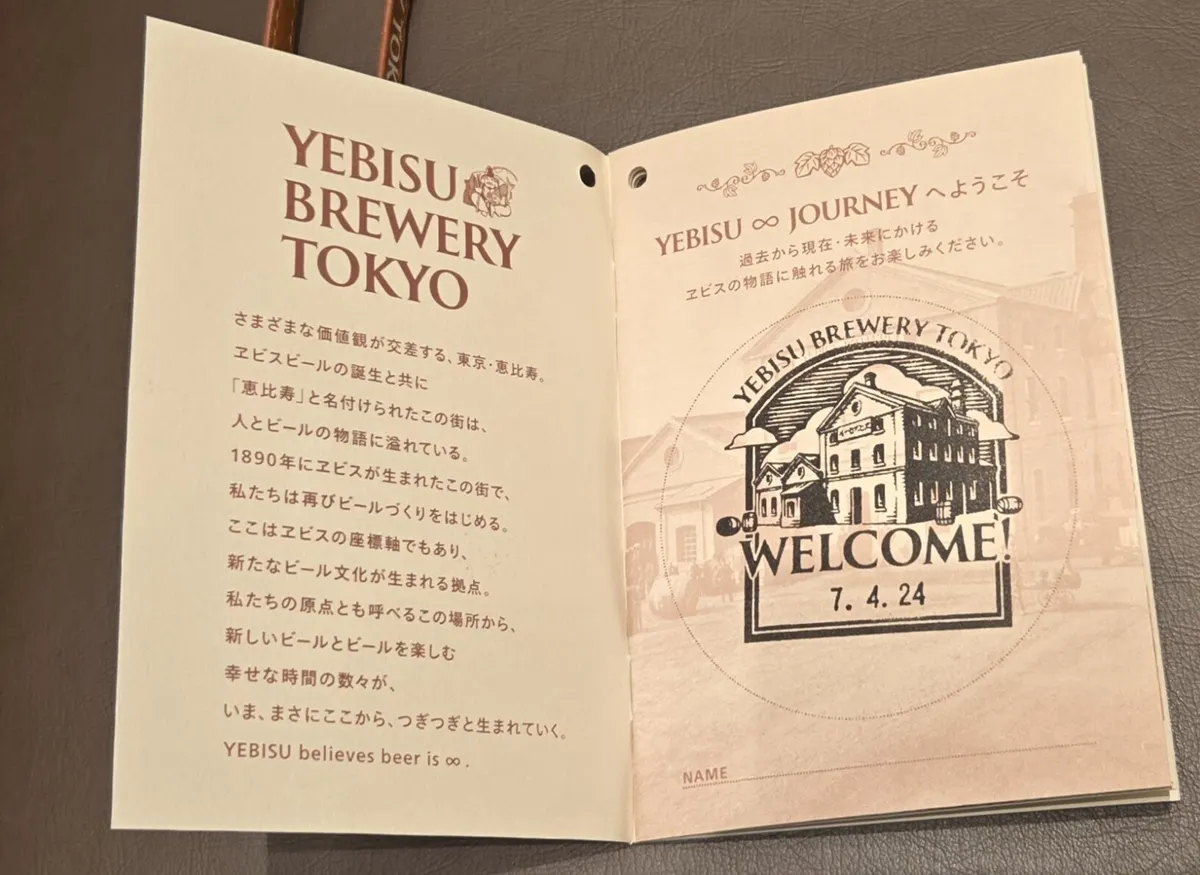 YEBISU
BREWERY
TOKYO
さまざまな価値観が交差する、東京・恵比寿。
ヱビスビールの誕生と共に
「恵比寿」と名付けられたこの街は、
人とビールの物語に溢れている。
1890年にヱビスが生まれたこの街で、
私たちは再びビールづくりをはじめる。
ここはヱビスの座標軸でもあり、
新たなビール文化が生まれる拠点。
私たちの原点とも呼べるこの場所から、
新しいビールとビールを楽しむ
幸せな時間の数々が、
いま、まさにここから、つぎつぎと生まれていく。
YEBISU believes beer is ∞.
YEBISU ∞ JOURNEY へようこそ
過去から現在・未来にかける
ヱビスの物語に触れる旅をお楽しみください。
YEBISU BREWERY TOKYO
WELCOME!
7. 4. 24
NAME